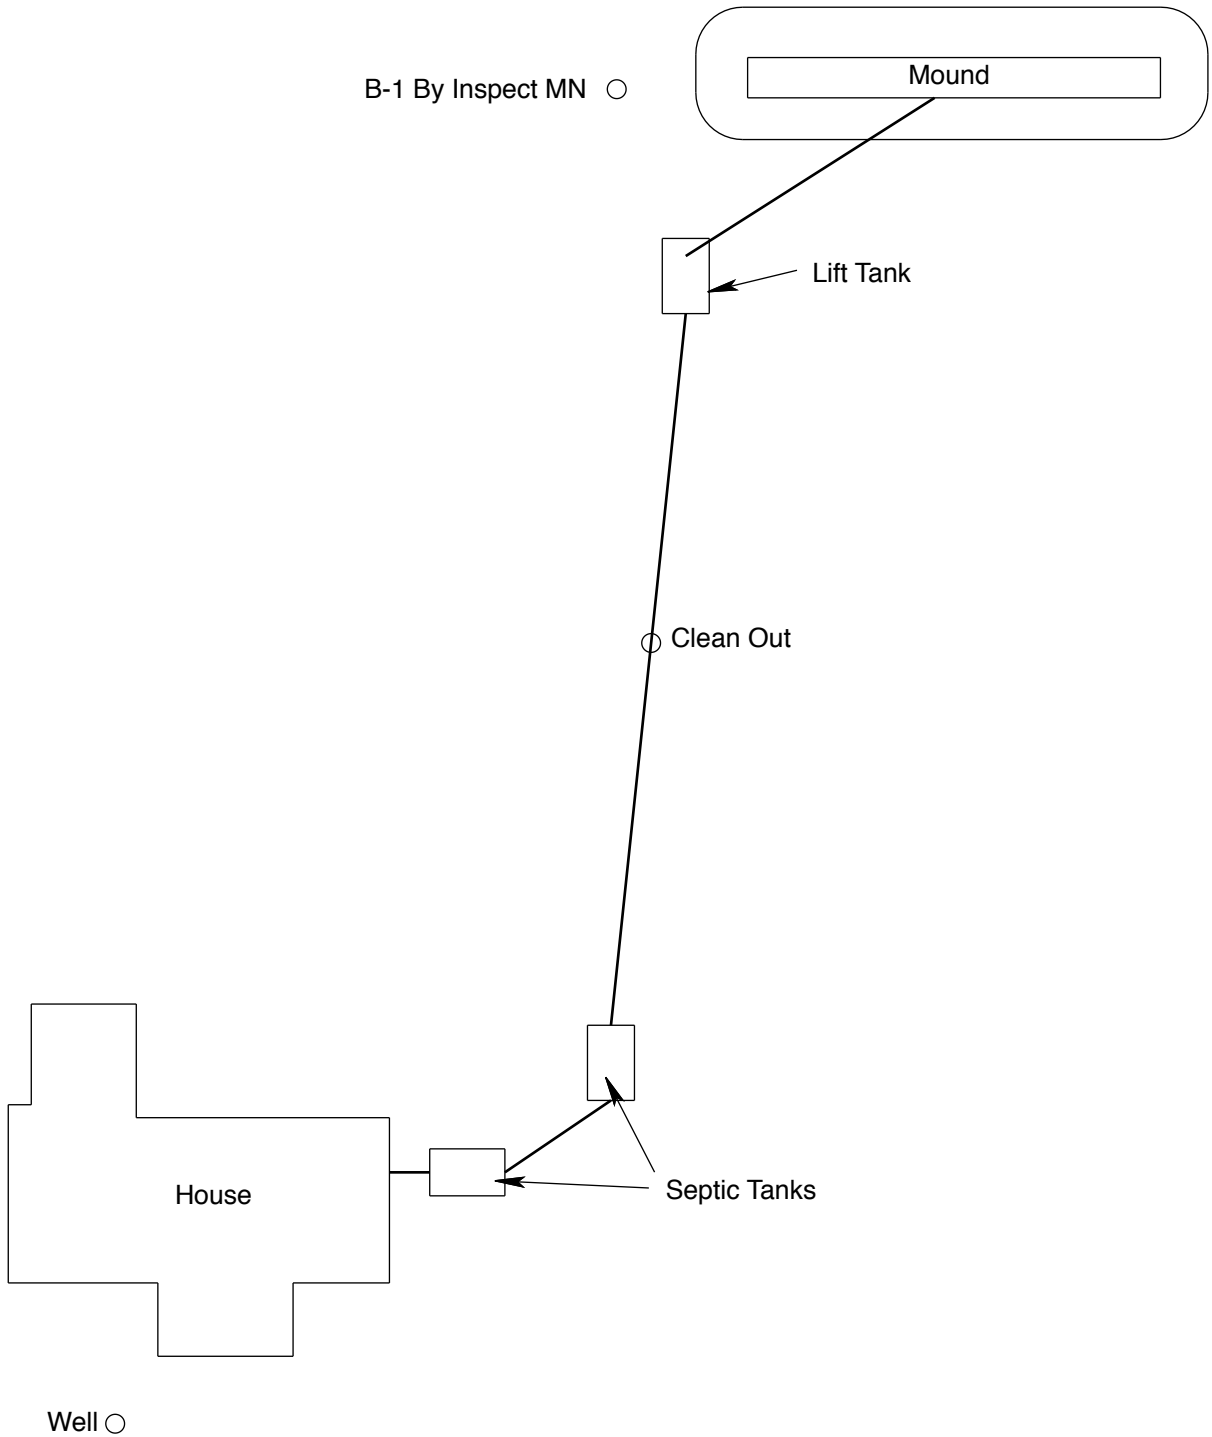 Mound
B-1 By Inspect MN
Lift Tank
Clean Out
Septic Tanks
House
Well